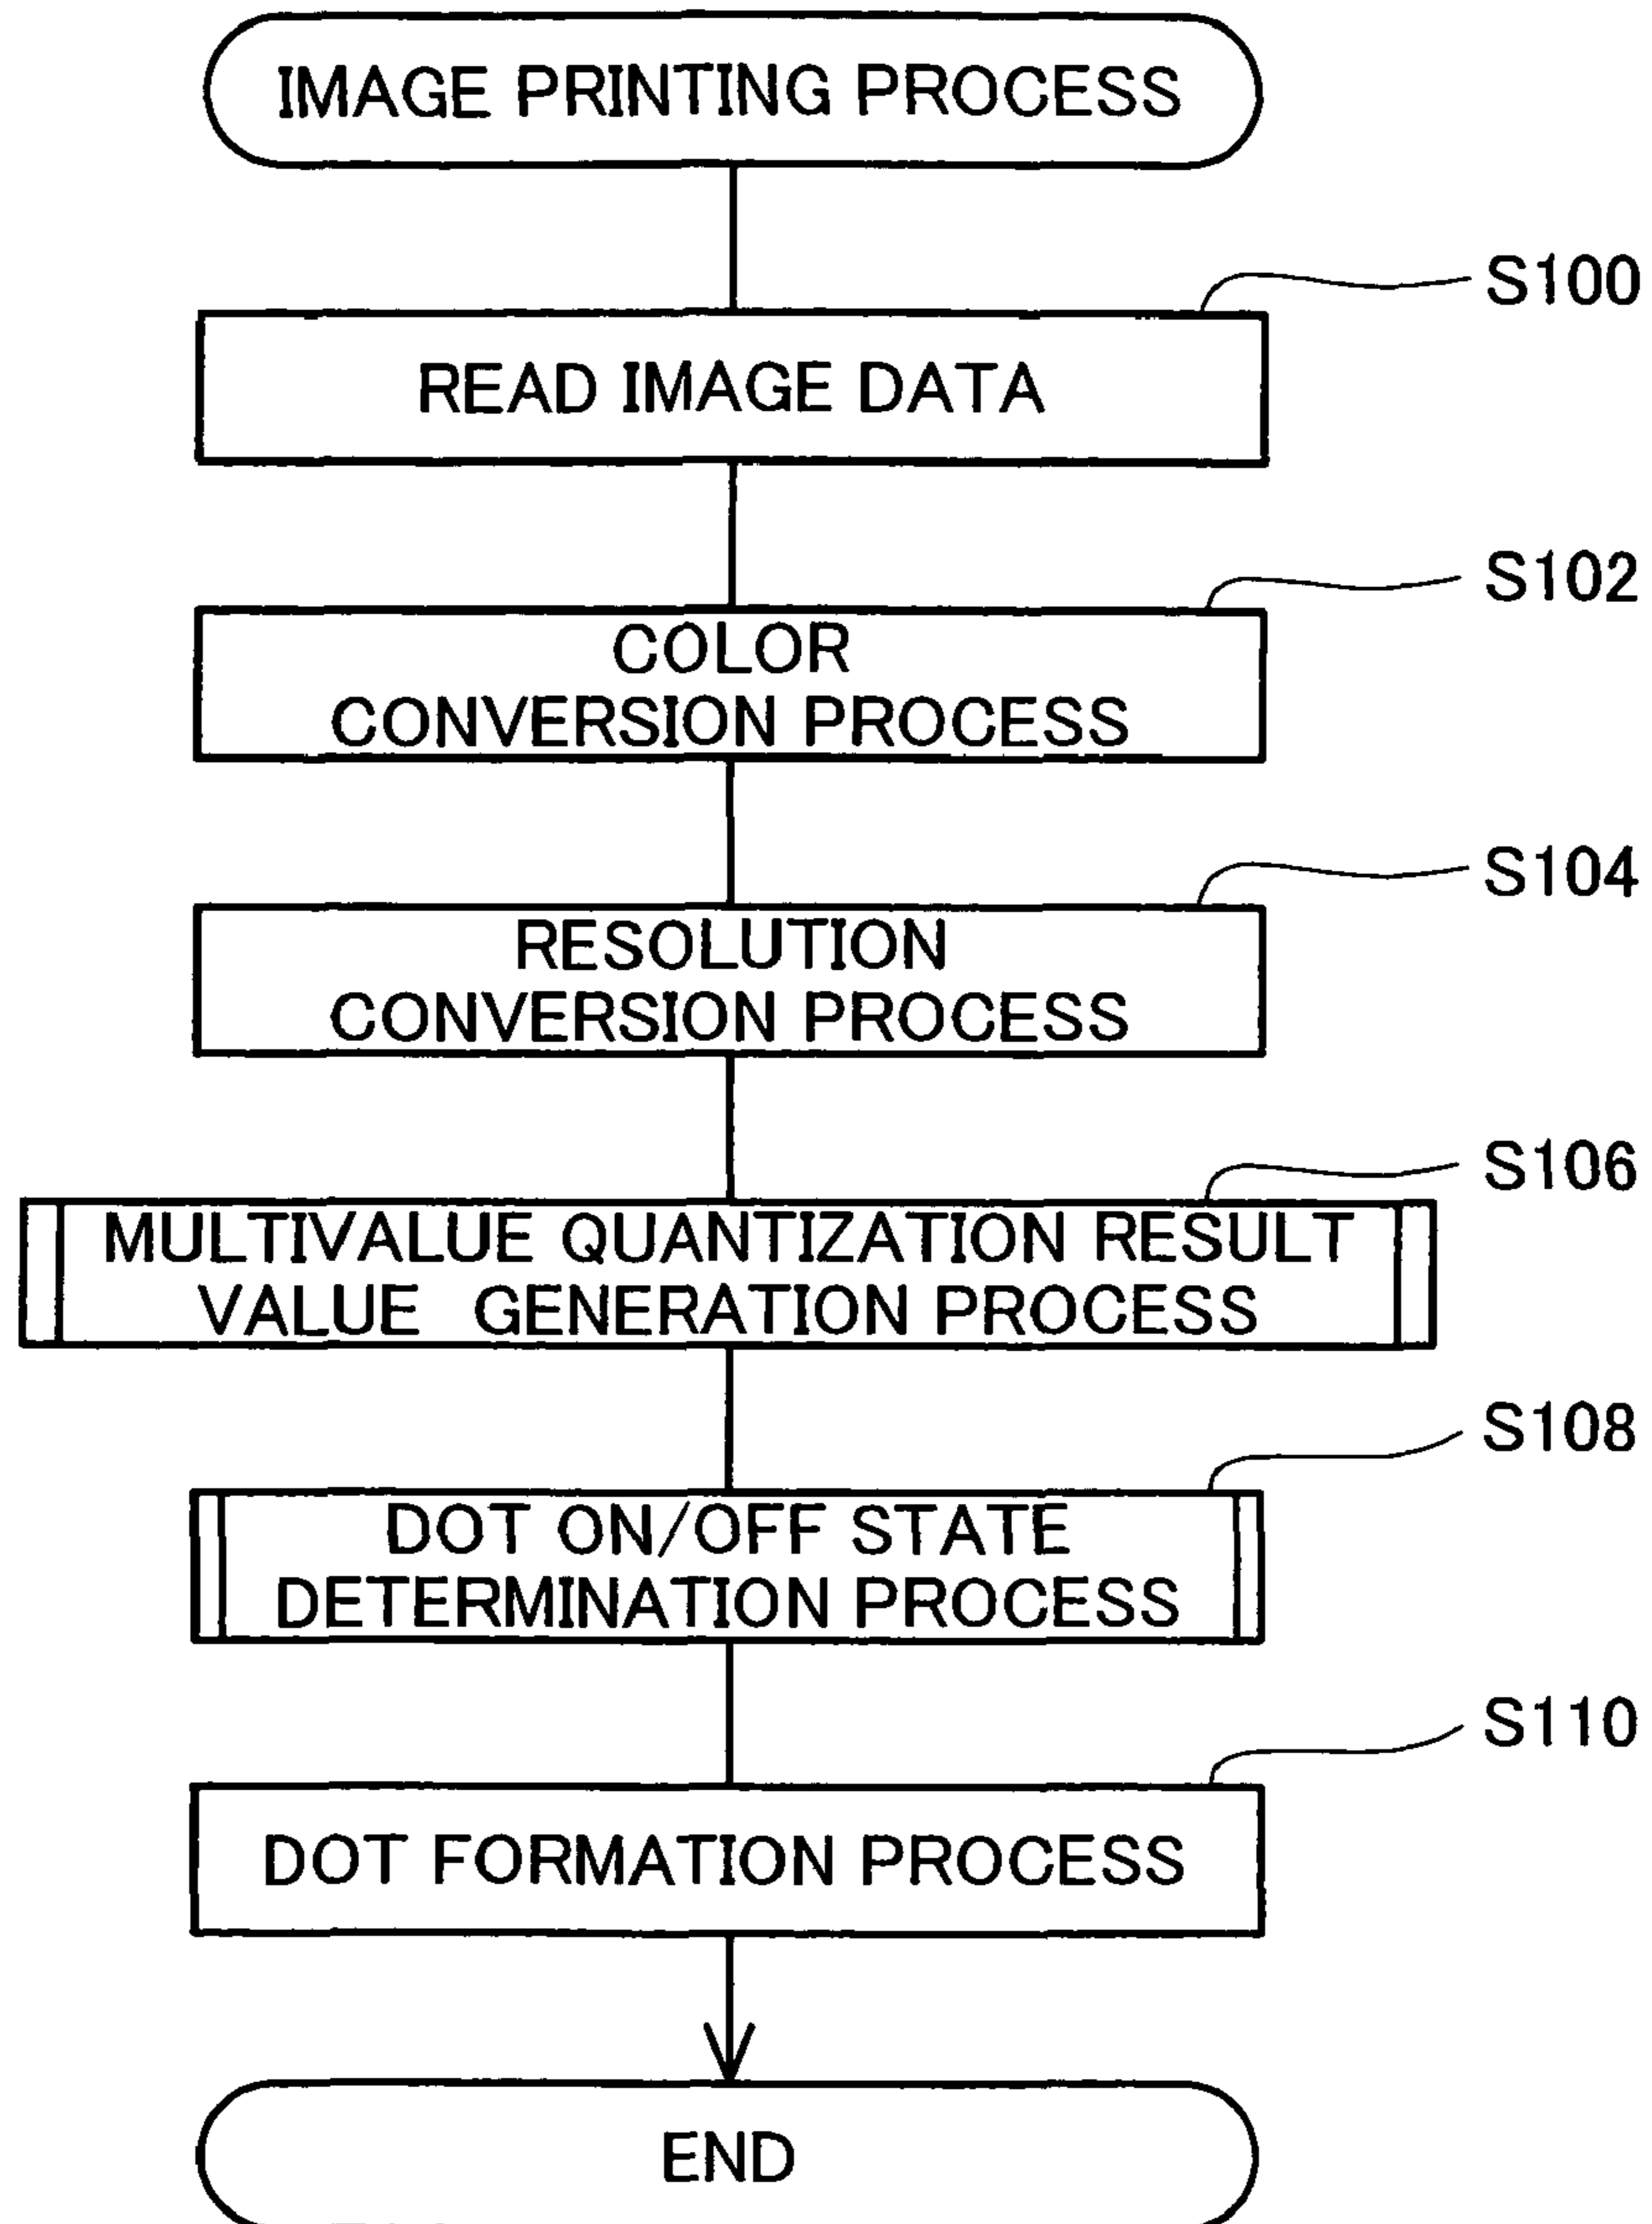 IMAGE PRINTING PROCESS
S100
READ IMAGE DATA
S102
COLOR
CONVERSION PROCESS
S104
RESOLUTION
CONVERSION PROCESS
S106
MULTIVALUE QUANTIZATION RESULT
VALUE GENERATION PROCESS
S108
DOT ON/OFF STATE
DETERMINATION PROCESS
S110
DOT FORMATION PROCESS
END